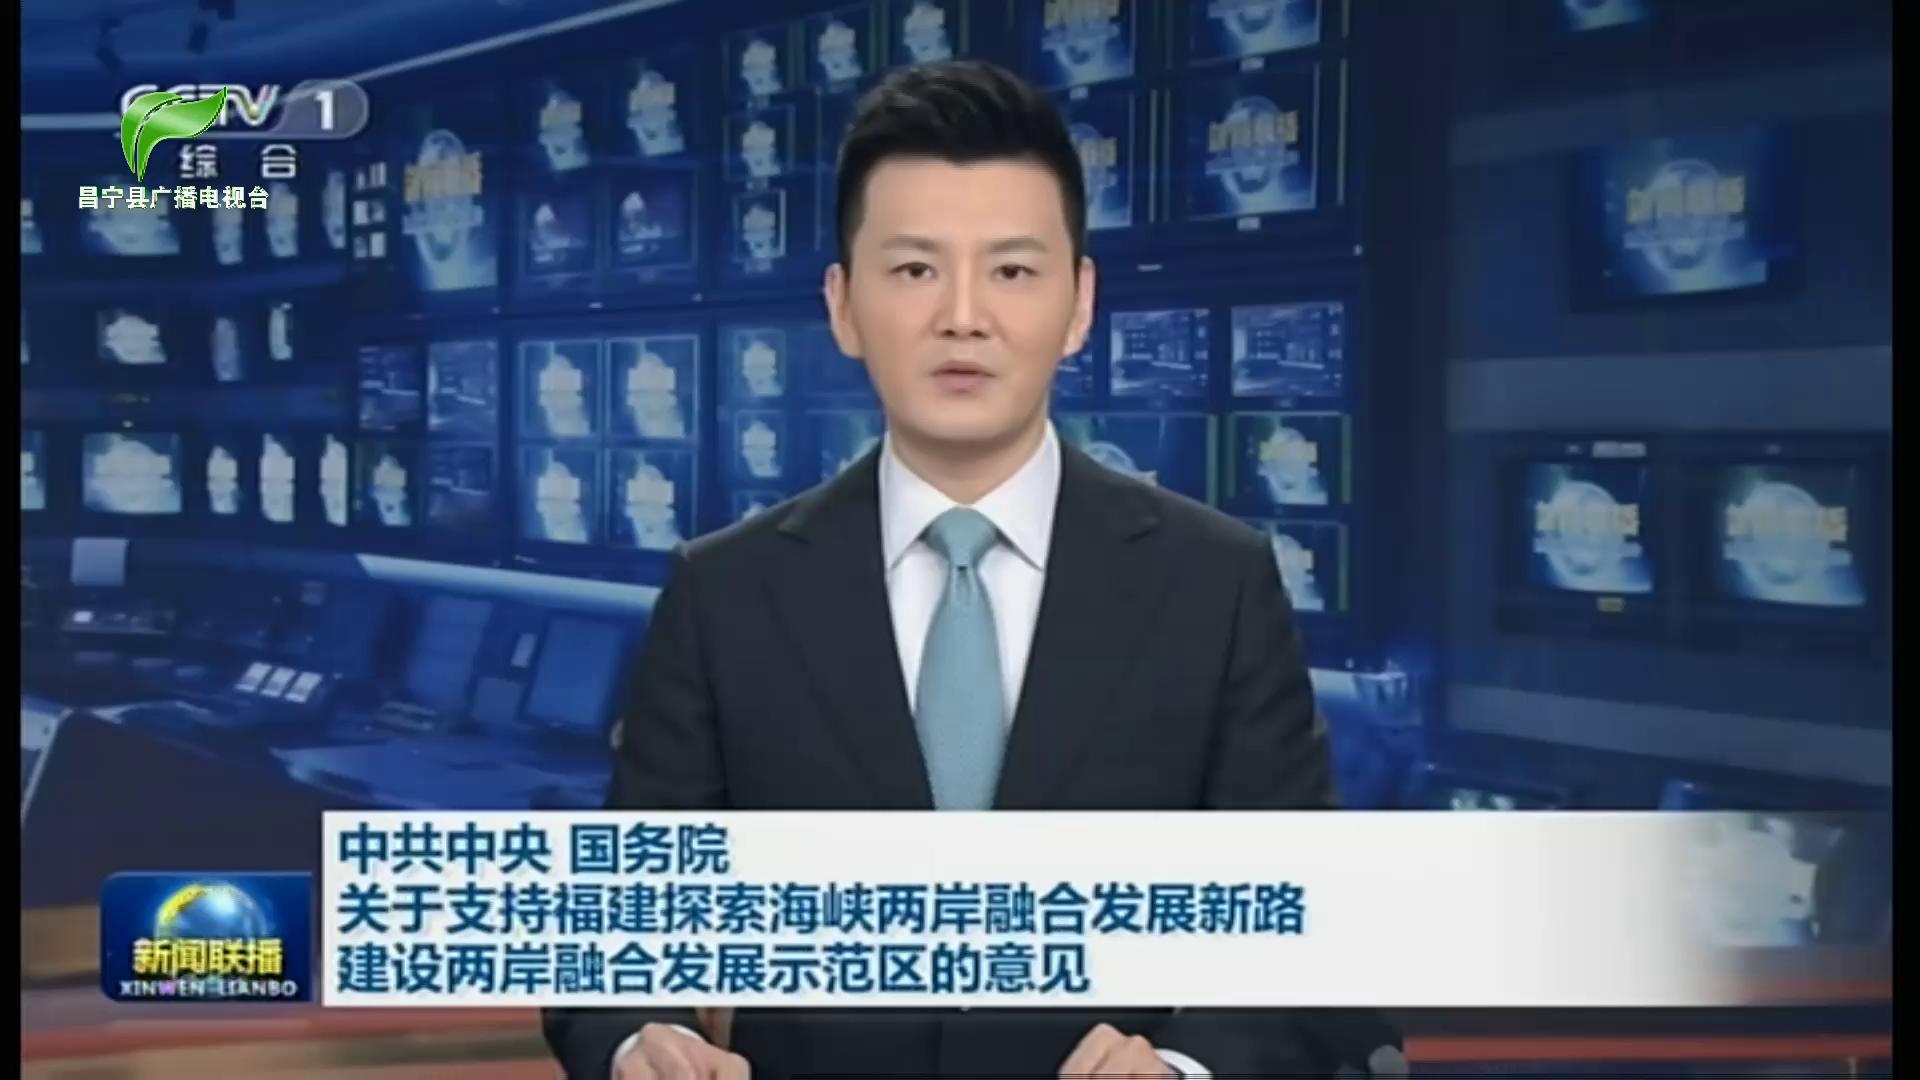 CCTV 1
综合
昌宁县广播电视台
中共中央 国务院
关于支持福建探索海峡两岸融合发展新路
建设两岸融合发展示范区的意见
新闻联播
XINWEN LIANBO